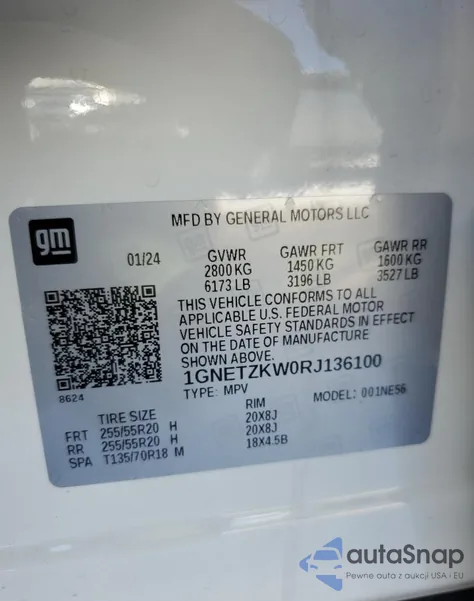 gm
MFD BY GENERAL MOTORS LLC
01/24 GVWR GAWR FRT GAWR RR
2800 KG 1450 KG 1600 KG
6173 LB 3196 LB 3527 LB
THIS VEHICLE CONFORMS TO ALL
APPLICABLE U.S. FEDERAL MOTOR
VEHICLE SAFETY STANDARDS IN EFFECT
ON THE DATE OF MANUFACTURE
SHOWN ABOVE.
1GNETZKW0RJ136100
8624
TYPE: MPV MODEL: 001NE56
TIRE SIZE RIM
FRT 255/55R20 H 20X8J
RR 255/55R20 H 20X8J
SPA T135/70R18 M 18X4.5B
autoSnap
Pewne auta z aukcji USA i EU